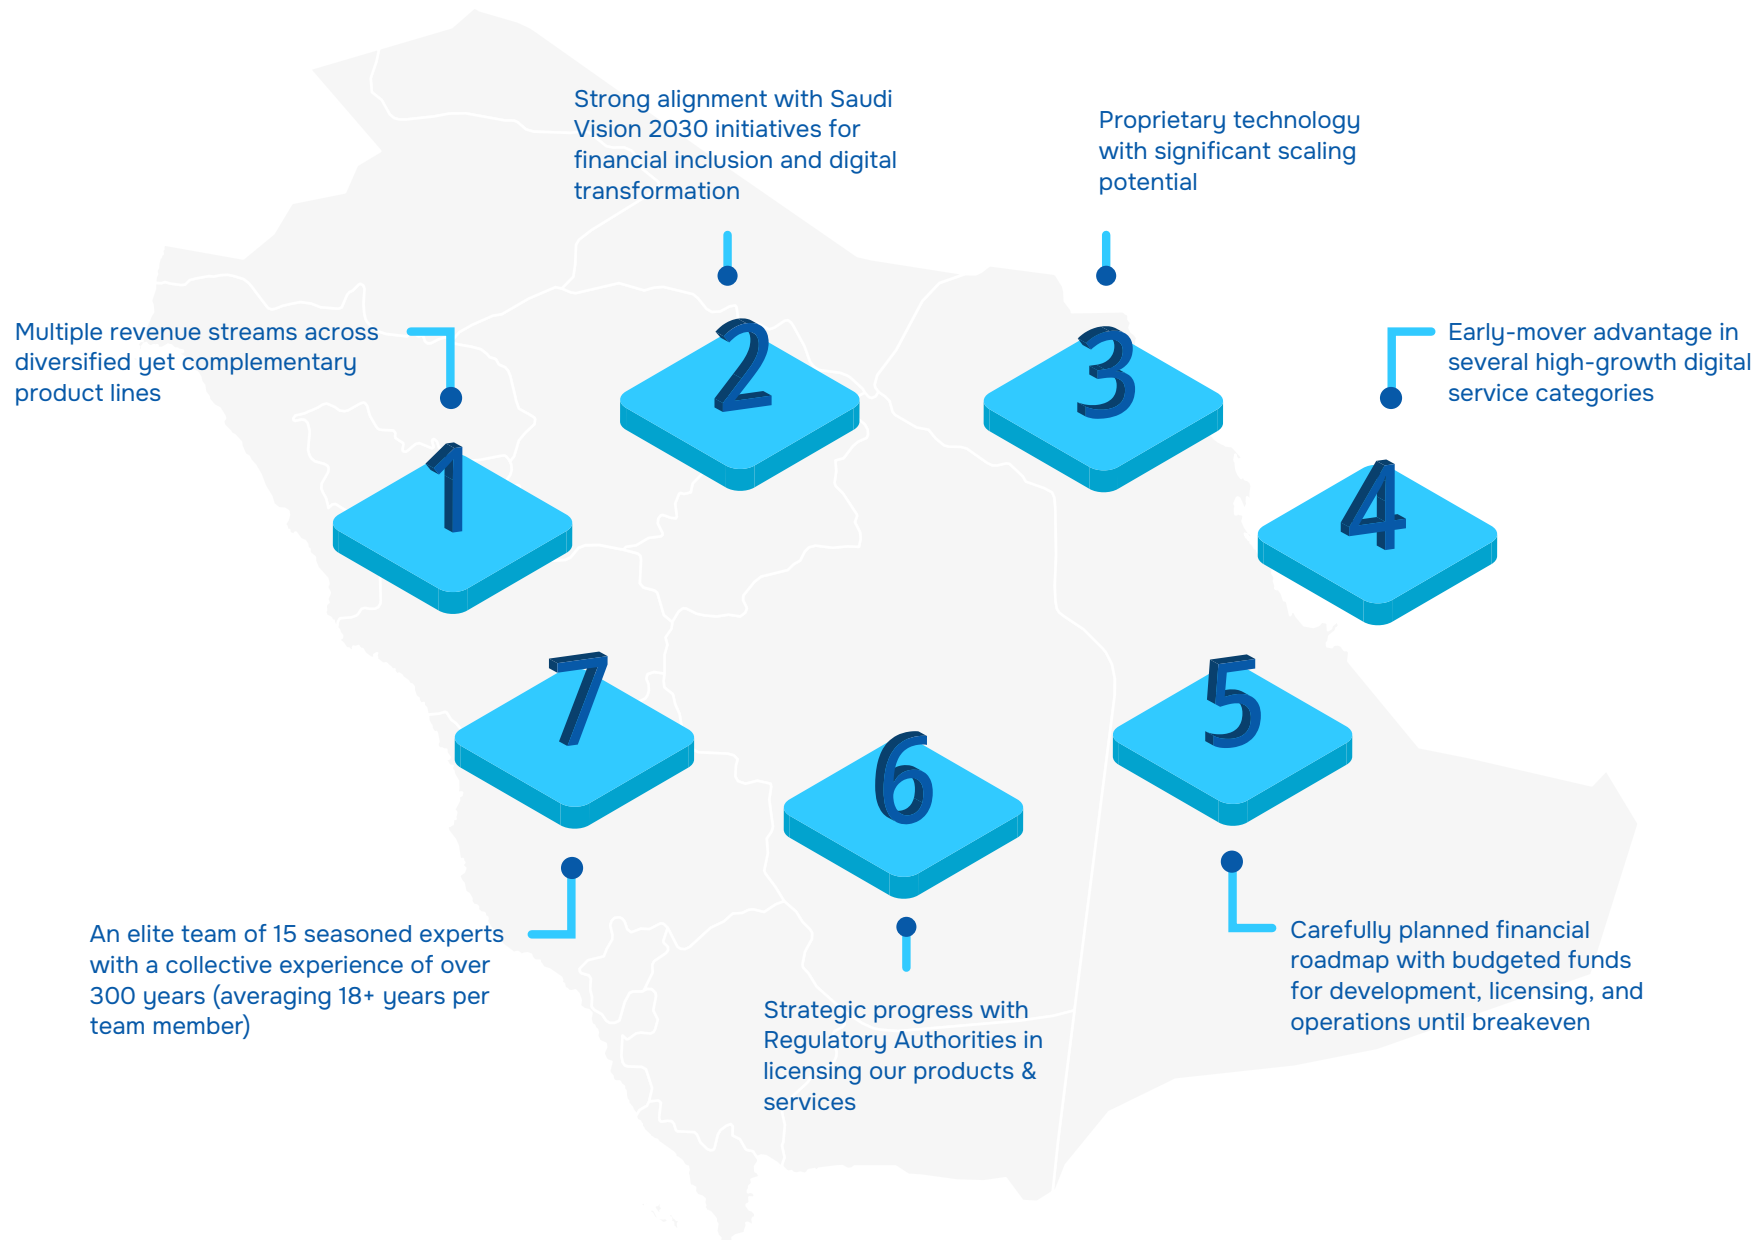 Strong alignment with Saudi
Vision 2030 initiatives for
financial inclusion and digital
transformation
Proprietary technology
with significant scaling
potential
Multiple revenue streams across
diversified yet complementary
product lines
Early-mover advantage in
several high-growth digital
service categories
1
2
3
4
5
6
7
An elite team of 15 seasoned experts
with a collective experience of over
300 years (averaging 18+ years per
team member)
Strategic progress with
Regulatory Authorities in
licensing our products &
services
Carefully planned financial
roadmap with budgeted funds
for development, licensing, and
operations until breakeven